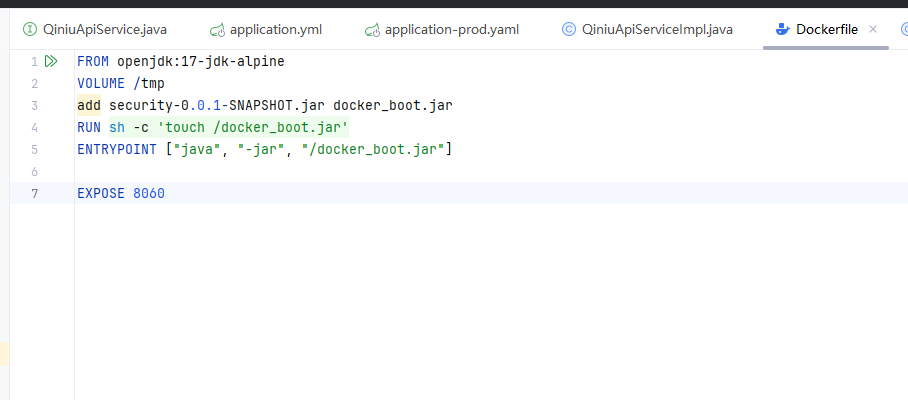 QiniuApiService.java application.yml application-prod.yaml QiniuApiServiceImpl.java Dockerfile
1 FROM openjdk:17-jdk-alpine
2 VOLUME /tmp
3 add security-0.0.1-SNAPSHOT.jar docker_boot.jar
4 RUN sh -c 'touch /docker_boot.jar'
5 ENTRYPOINT ["java", "-jar", "/docker_boot.jar"]
6
7 EXPOSE 8060